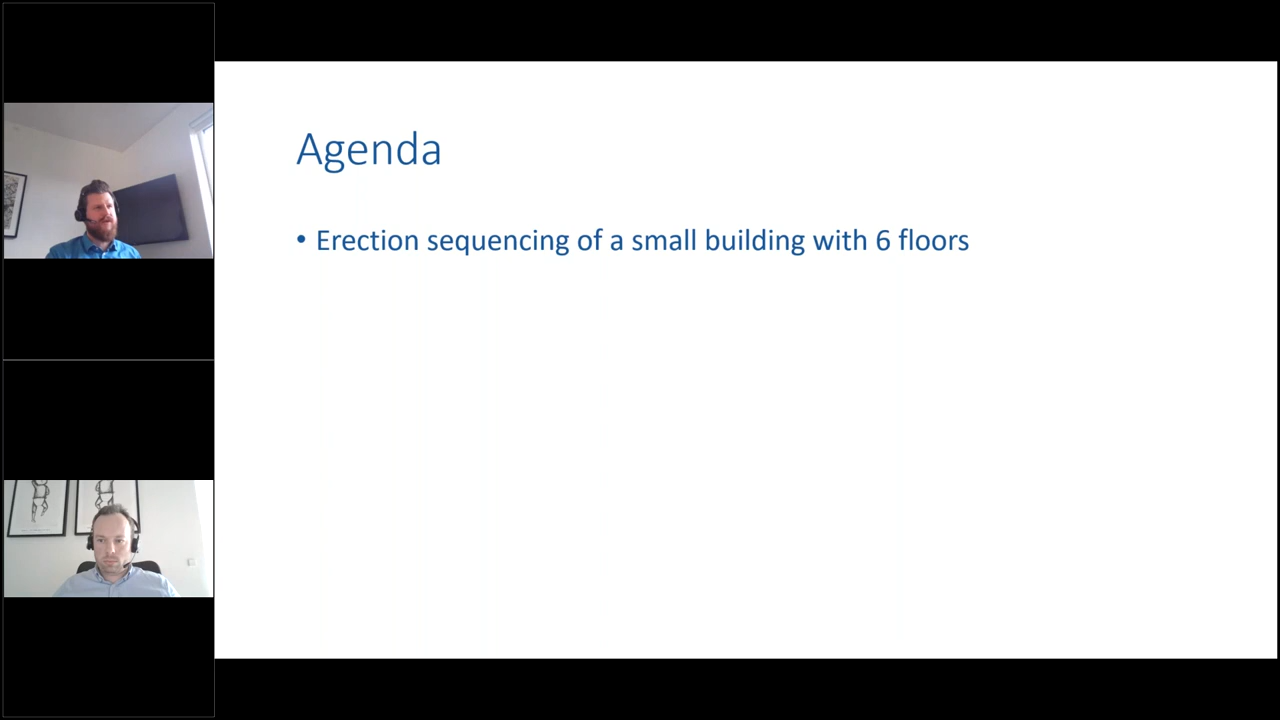 Agenda
• Erection sequencing of a small building with 6 floors